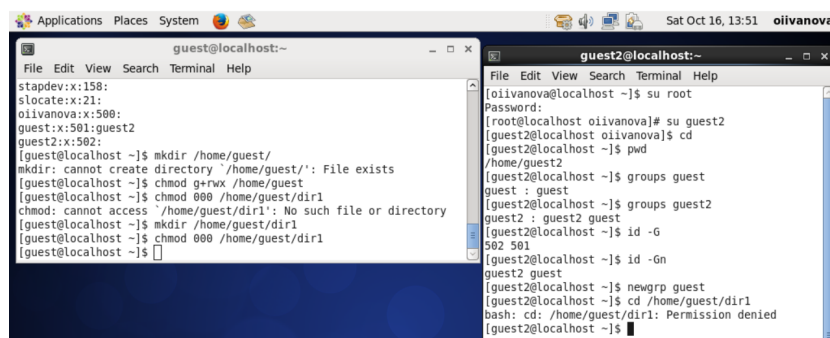 Applications Places System Sat Oct 16, 13:51 oiivanova
guest@localhost:~
File Edit View Search Terminal Help
stapdev:x:158:
slocate:x:21:
oiivanova:x:500:
guest:x:501:guest2
guest2:x:502:
[guest@localhost ~]$ mkdir /home/guest/
mkdir: cannot create directory `/home/guest/': File exists
[guest@localhost ~]$ chmod g+rwx /home/guest
[guest@localhost ~]$ chmod 000 /home/guest/dir1
chmod: cannot access `/home/guest/dir1': No such file or directory
[guest@localhost ~]$ mkdir /home/guest/dir1
[guest@localhost ~]$ chmod 000 /home/guest/dir1
[guest@localhost ~]$
guest2@localhost:~
File Edit View Search Terminal Help
[oiivanova@localhost ~]$ su root
Password:
[root@localhost oiivanova]# su guest2
[guest2@localhost oiivanova]$ cd
[guest2@localhost ~]$ pwd
/home/guest2
[guest2@localhost ~]$ groups guest
guest : guest
[guest2@localhost ~]$ groups guest2
guest2 : guest2 guest
[guest2@localhost ~]$ id -G
502 501
[guest2@localhost ~]$ id -Gn
guest2 guest
[guest2@localhost ~]$ newgrp guest
[guest2@localhost ~]$ cd /home/guest/dir1
bash: cd: /home/guest/dir1: Permission denied
[guest2@localhost ~]$